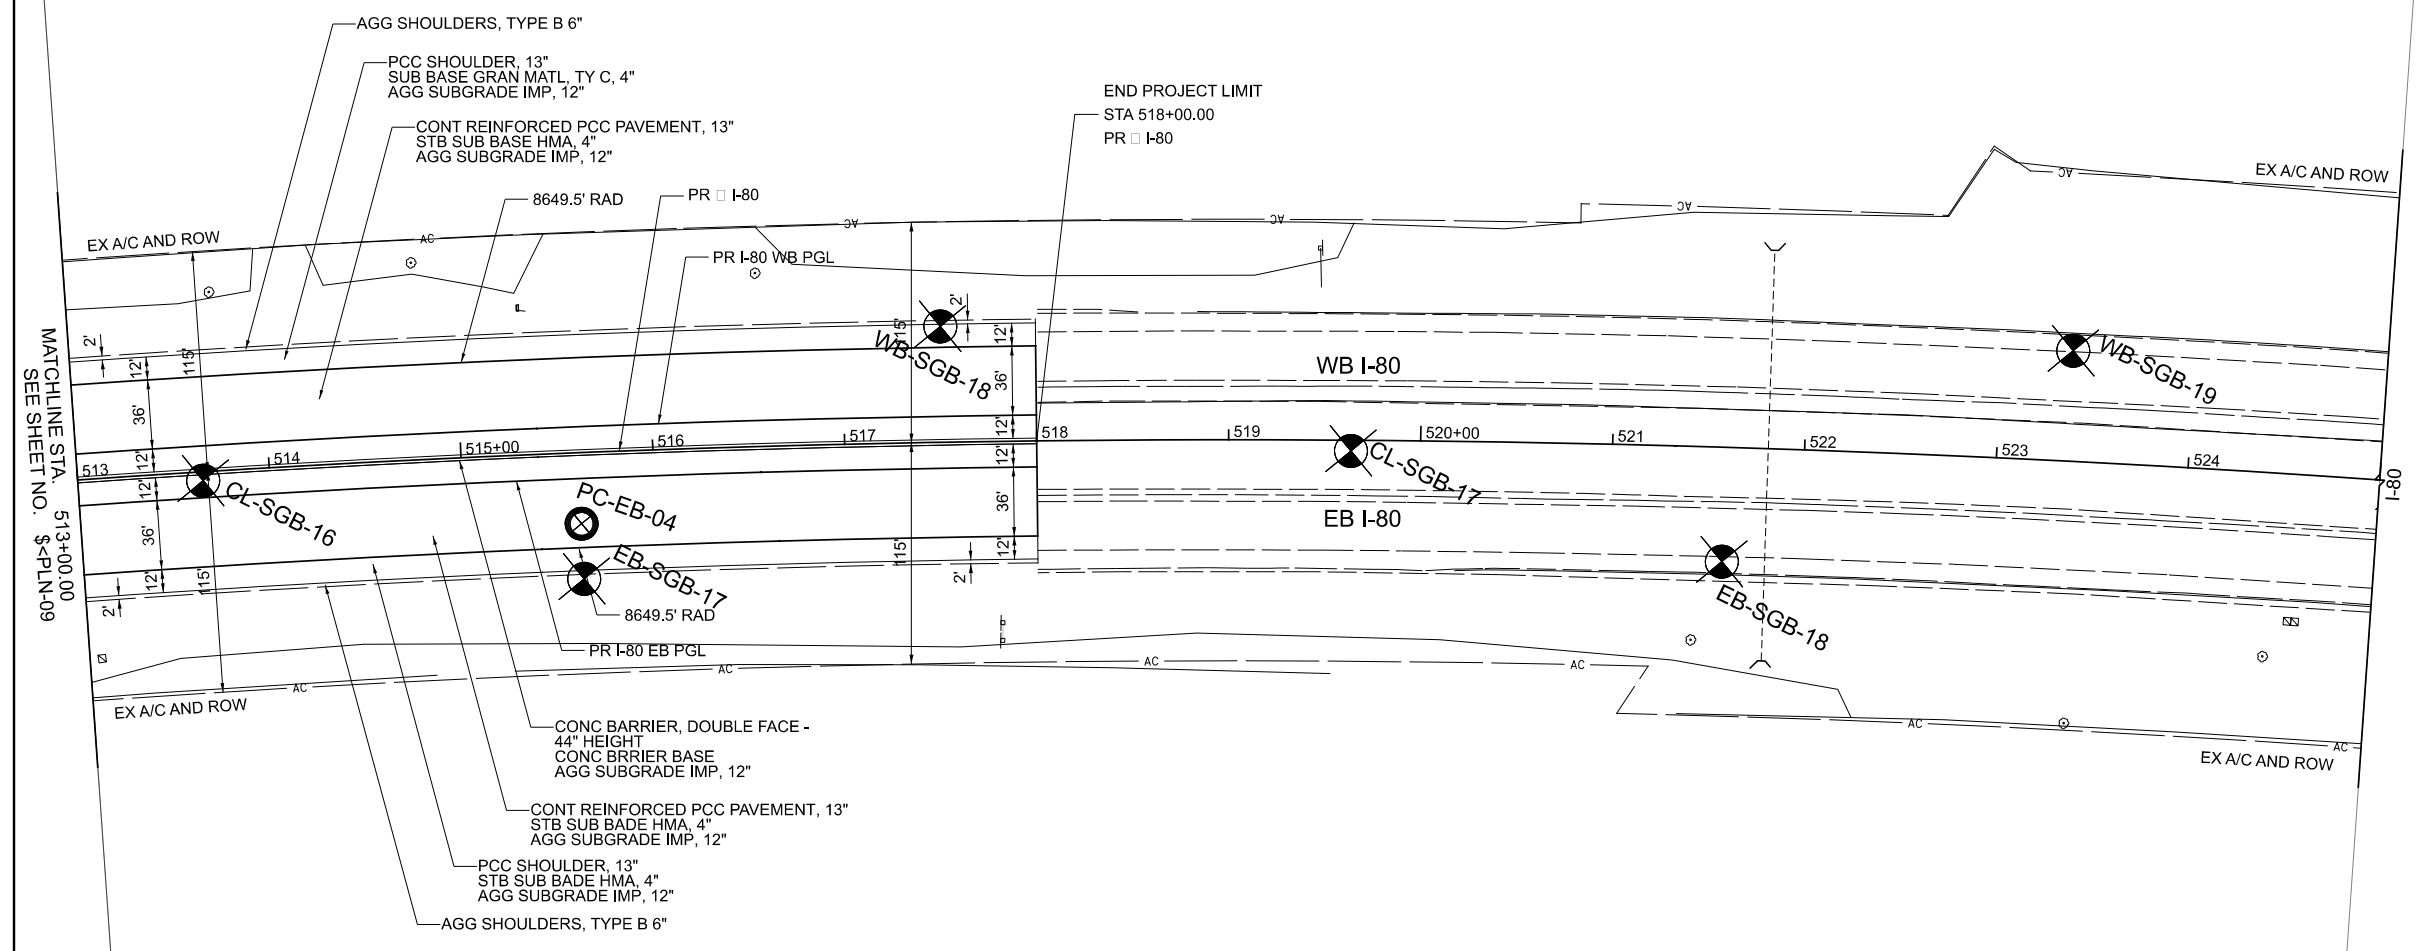 AGG SHOULDERS, TYPE B 6"
PCC SHOULDER, 13"
SUB BASE GRAN MATL, TY C, 4"
AGG SUBGRADE IMP, 12"
CONT REINFORCED PCC PAVEMENT, 13"
STB SUB BASE HMA, 4"
AGG SUBGRADE IMP, 12"
8649.5' RAD
PR □ I-80
PR I-80 WB PGL
END PROJECT LIMIT
STA 518+00.00
PR □ I-80
EX A/C AND ROW
AC
AC
AC
AC
AC
EX A/C AND ROW
MATCHLINE STA. 513+00.00
SEE SHEET NO. $<PLN-09
2'
12'
115'
36'
12'
12'
36'
12'
115'
2'
2'
115'
12'
36'
12'
12'
36'
115'
12'
2'
WB-SGB-18
WB I-80
WB-SGB-19
513
514
515+00
516
517
518
519
520+00
521
522
523
524
I-80
CL-SGB-16
CL-SGB-17
PC-EB-04
EB-SGB-17
EB I-80
EB-SGB-18
8649.5' RAD
PR I-80 EB PGL
EX A/C AND ROW
AC
AC
AC
AC
AC
AC
EX A/C AND ROW
CONC BARRIER, DOUBLE FACE -
44" HEIGHT
CONC BRRIER BASE
AGG SUBGRADE IMP, 12"
CONT REINFORCED PCC PAVEMENT, 13"
STB SUB BADE HMA, 4"
AGG SUBGRADE IMP, 12"
PCC SHOULDER, 13"
STB SUB BADE HMA, 4"
AGG SUBGRADE IMP, 12"
AGG SHOULDERS, TYPE B 6"